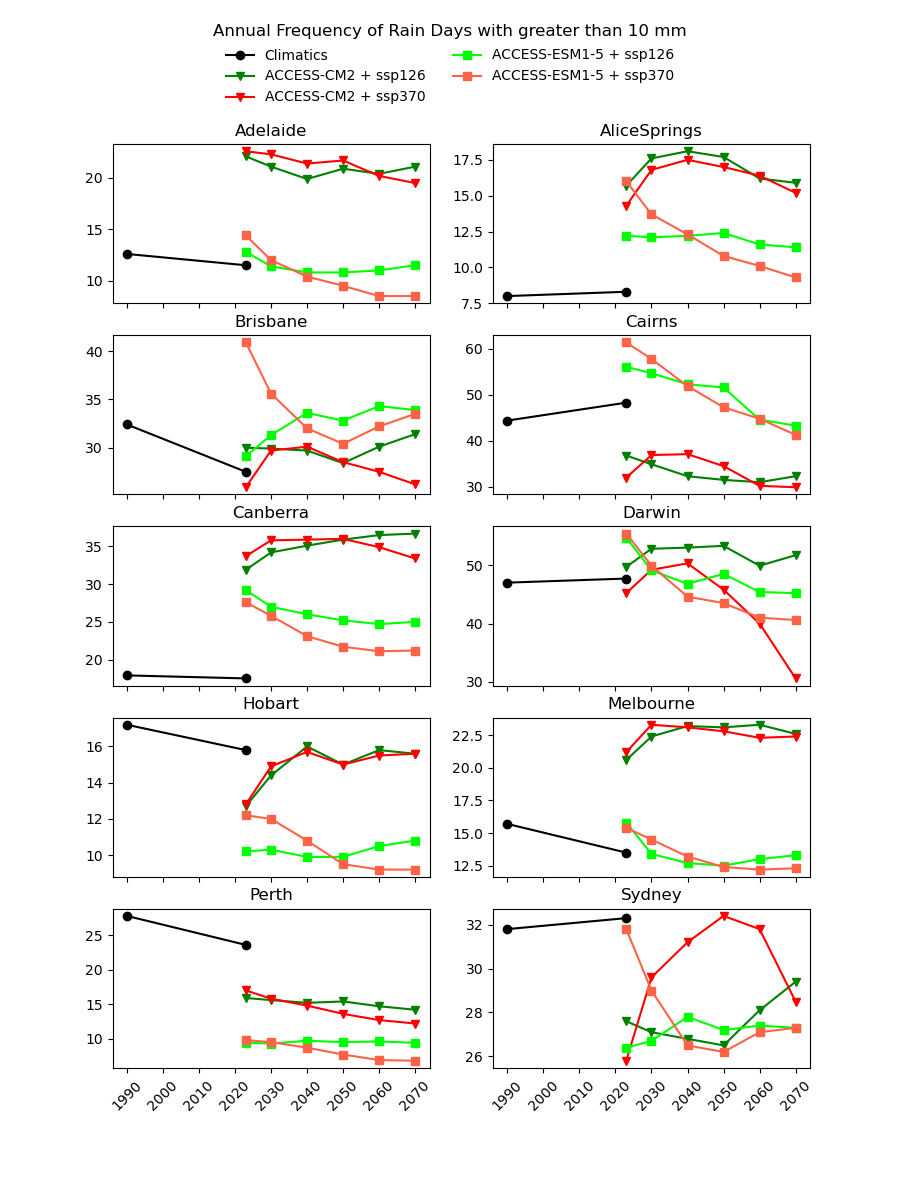 Annual Frequency of Rain Days with greater than 10 mm
Climatics
ACCESS-CM2 + ssp126
ACCESS-CM2 + ssp370
ACCESS-ESM1-5 + ssp126
ACCESS-ESM1-5 + ssp370
Adelaide
20
15
10
AliceSprings
17.5
15.0
12.5
10.0
7.5
Brisbane
40
35
30
Cairns
60
50
40
30
Canberra
35
30
25
20
Darwin
50
40
30
Hobart
16
14
12
10
Melbourne
22.5
20.0
17.5
15.0
12.5
Perth
25
20
15
10
1990 2000 2010 2020 2030 2040 2050 2060 2070
Sydney
32
30
28
26
1990 2000 2010 2020 2030 2040 2050 2060 2070